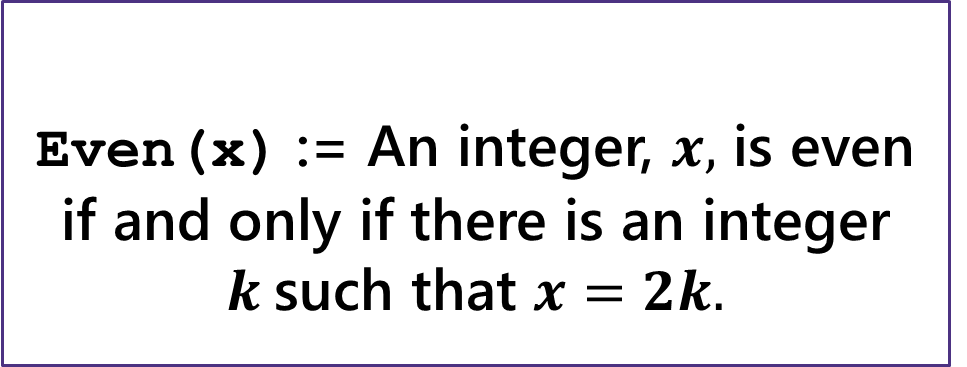 Even(x) := An integer, x, is even
if and only if there is an integer
k such that x = 2k.